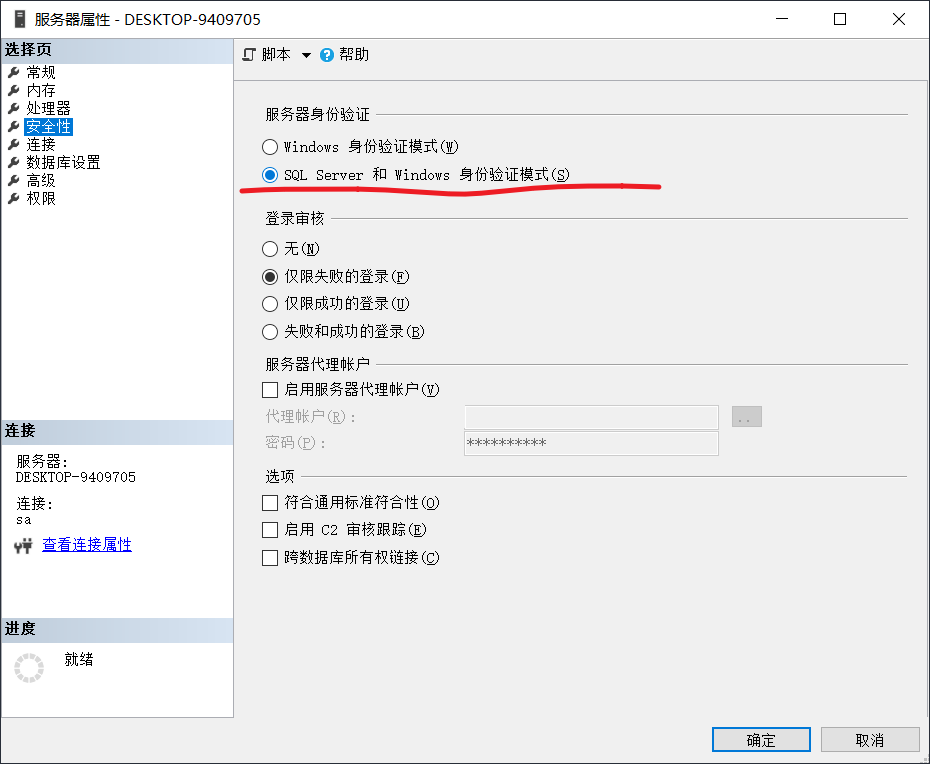 服务器属性 - DESKTOP-9409705
选择页
常规
内存
处理器
安全性
连接
数据库设置
高级
权限
连接
服务器:
DESKTOP-9409705
连接:
sa
查看连接属性
进度
就绪
脚本
帮助
服务器身份验证
Windows 身份验证模式(W)
SQL Server 和 Windows 身份验证模式(S)
登录审核
无(N)
仅限失败的登录(F)
仅限成功的登录(U)
失败和成功的登录(B)
服务器代理帐户
启用服务器代理帐户(V)
代理帐户(R):
..
密码(P):
**********
选项
符合通用标准符合性(O)
启用 C2 审核跟踪(E)
跨数据库所有权链接(C)
确定
取消